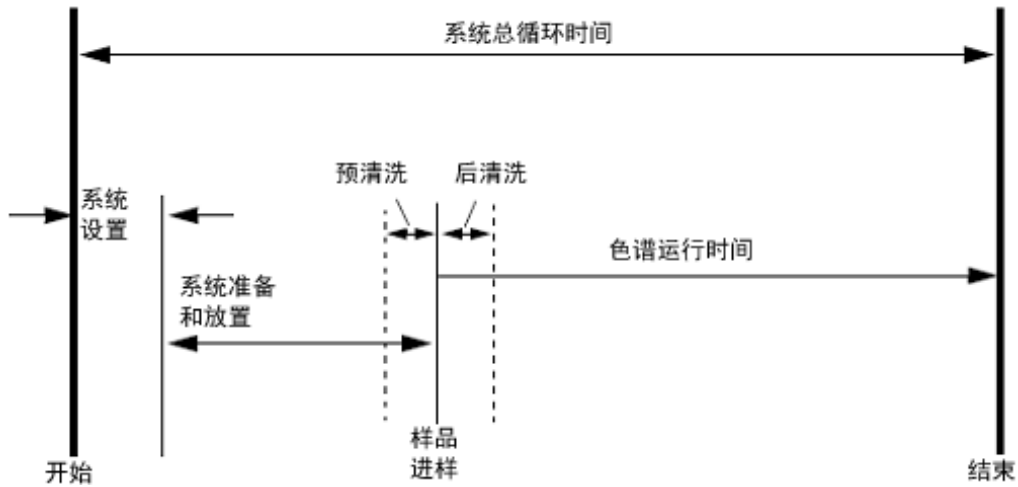 系统总循环时间
预清洗
后清洗
系统
设置
色谱运行时间
系统准备
和放置
样品
进样
开始
结束